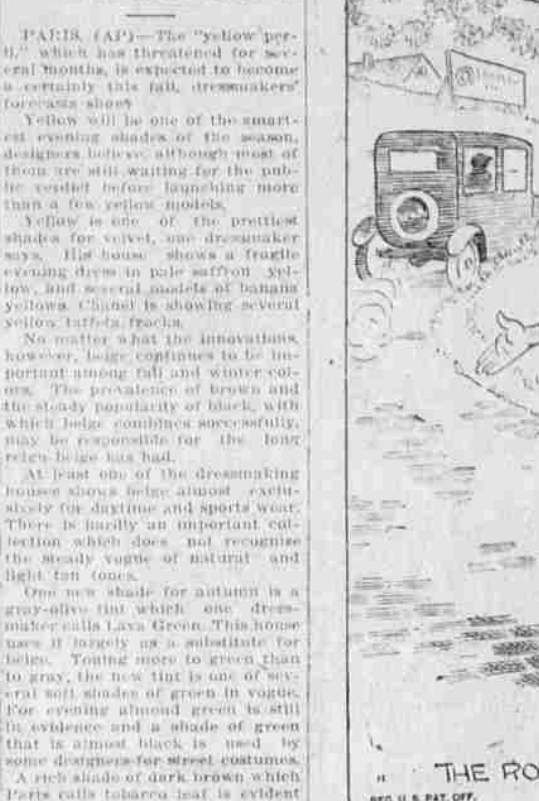 PARIS, (AP)—The "yellow per-
il," which has threatened for sev-
eral months, is expected to become
a certainty this fall, dressmakers'
forecasts show.
Yellow will be one of the smart-
est evening shades of the season,
designers believe, although most of
them are still waiting for the pub-
lic verdict before launching more
than a few yellow models.
Yellow is one of the prettiest
shades for velvet, one dressmaker
says. His house shows a fragile
evening dress in pale saffron yel-
low, and several models of banana
yellows. Chanel is showing several
yellow taffeta frocks.
No matter what the innovations,
however, beige continues to be im-
portant among fall and winter col-
ors. The prevalence of brown and
the steady popularity of black, with
which beige combines successfully,
may be responsible for the long
reign beige has had.
At least one of the dressmaking
houses shows beige almost exclu-
sively for daytime and sports wear.
There is hardly an important col-
lection which does not recognize
the steady vogue of natural and
light tan tones.
One new shade for autumn is a
gray-olive tint which one dress-
maker calls Lava Green. This house
uses it largely as a substitute for
beige. Toning more to green than
to gray, the new tint is one of sev-
eral soft shades of green in vogue.
For evening almond green is still
in evidence and a shade of green
that is almost black is used by
some designers for street costumes.
A rich shade of dark brown which
Paris calls tobacco leaf is evident
THE RO
REG. U. S. PAT. OFF.